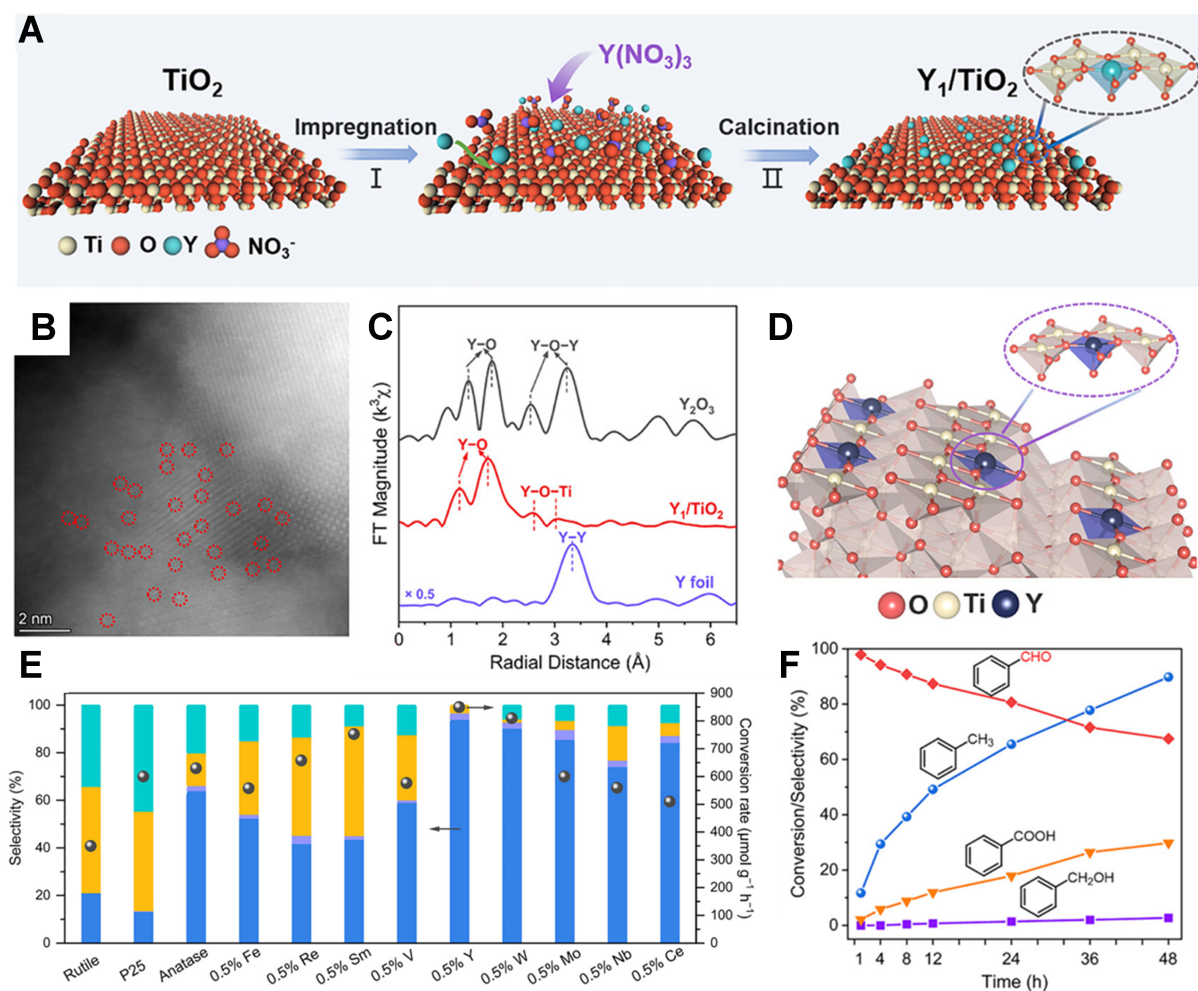 A
TiO2
Y(NO3)3
Y1/TiO2
Impregnation
I
Calcination
II
Ti O Y NO3-
B
2 nm
C
FT Magnitude (k3χ)
Y–O
Y–O–Y
Y2O3
Y–O
Y–O–Ti
Y1/TiO2
Y–Y
× 0.5
Y foil
0 1 2 3 4 5 6
Radial Distance (Å)
D
O Ti Y
E
Selectivity (%)
100
80
60
40
20
0
900
800
700
600
500
400
300
200
100
0
Conversion rate (μmol g−1 h−1)
Rutile P25 Anatase 0.5% Fe 0.5% Re 0.5% Sm 0.5% V 0.5% Y 0.5% W 0.5% Mo 0.5% Nb 0.5% Ce
F
Conversion/Selectivity (%)
100
80
60
40
20
0
CHO
CH3
COOH
CH2OH
1 4 8 12 24 36 48
Time (h)